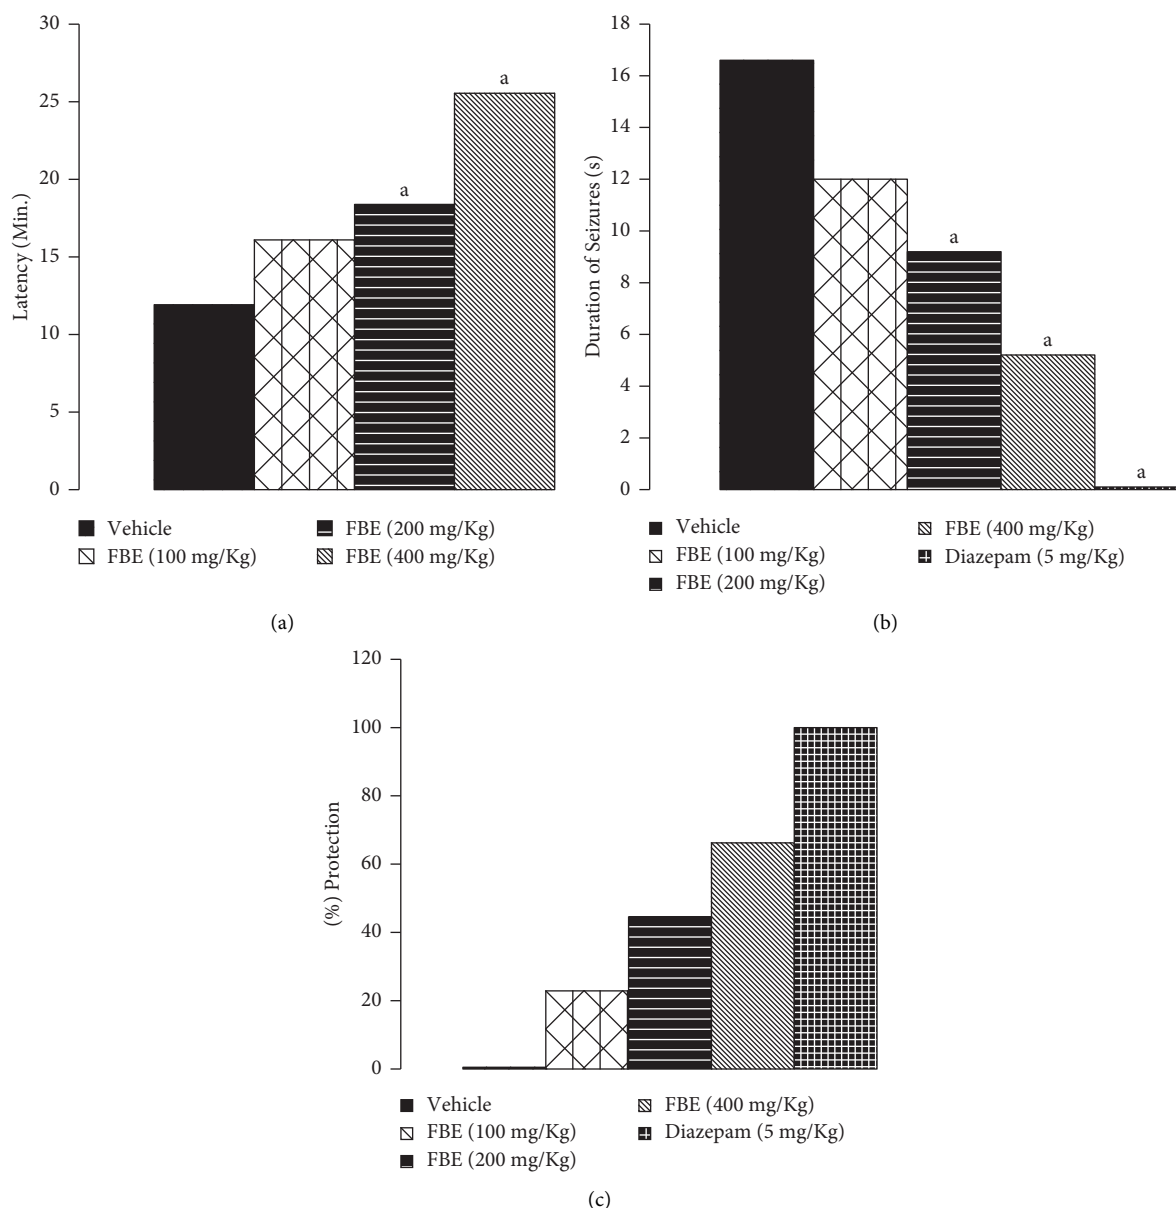 30
25
20
15
10
5
0
Latency (Min.)
a
a
Vehicle
FBE (100 mg/Kg)
FBE (200 mg/Kg)
FBE (400 mg/Kg)
(a)
18
16
14
12
10
8
6
4
2
0
Duration of Seizures (s)
a
a
a
Vehicle
FBE (100 mg/Kg)
FBE (200 mg/Kg)
FBE (400 mg/Kg)
Diazepam (5 mg/Kg)
(b)
120
100
80
60
40
20
0
(%) Protection
Vehicle
FBE (100 mg/Kg)
FBE (200 mg/Kg)
FBE (400 mg/Kg)
Diazepam (5 mg/Kg)
(c)